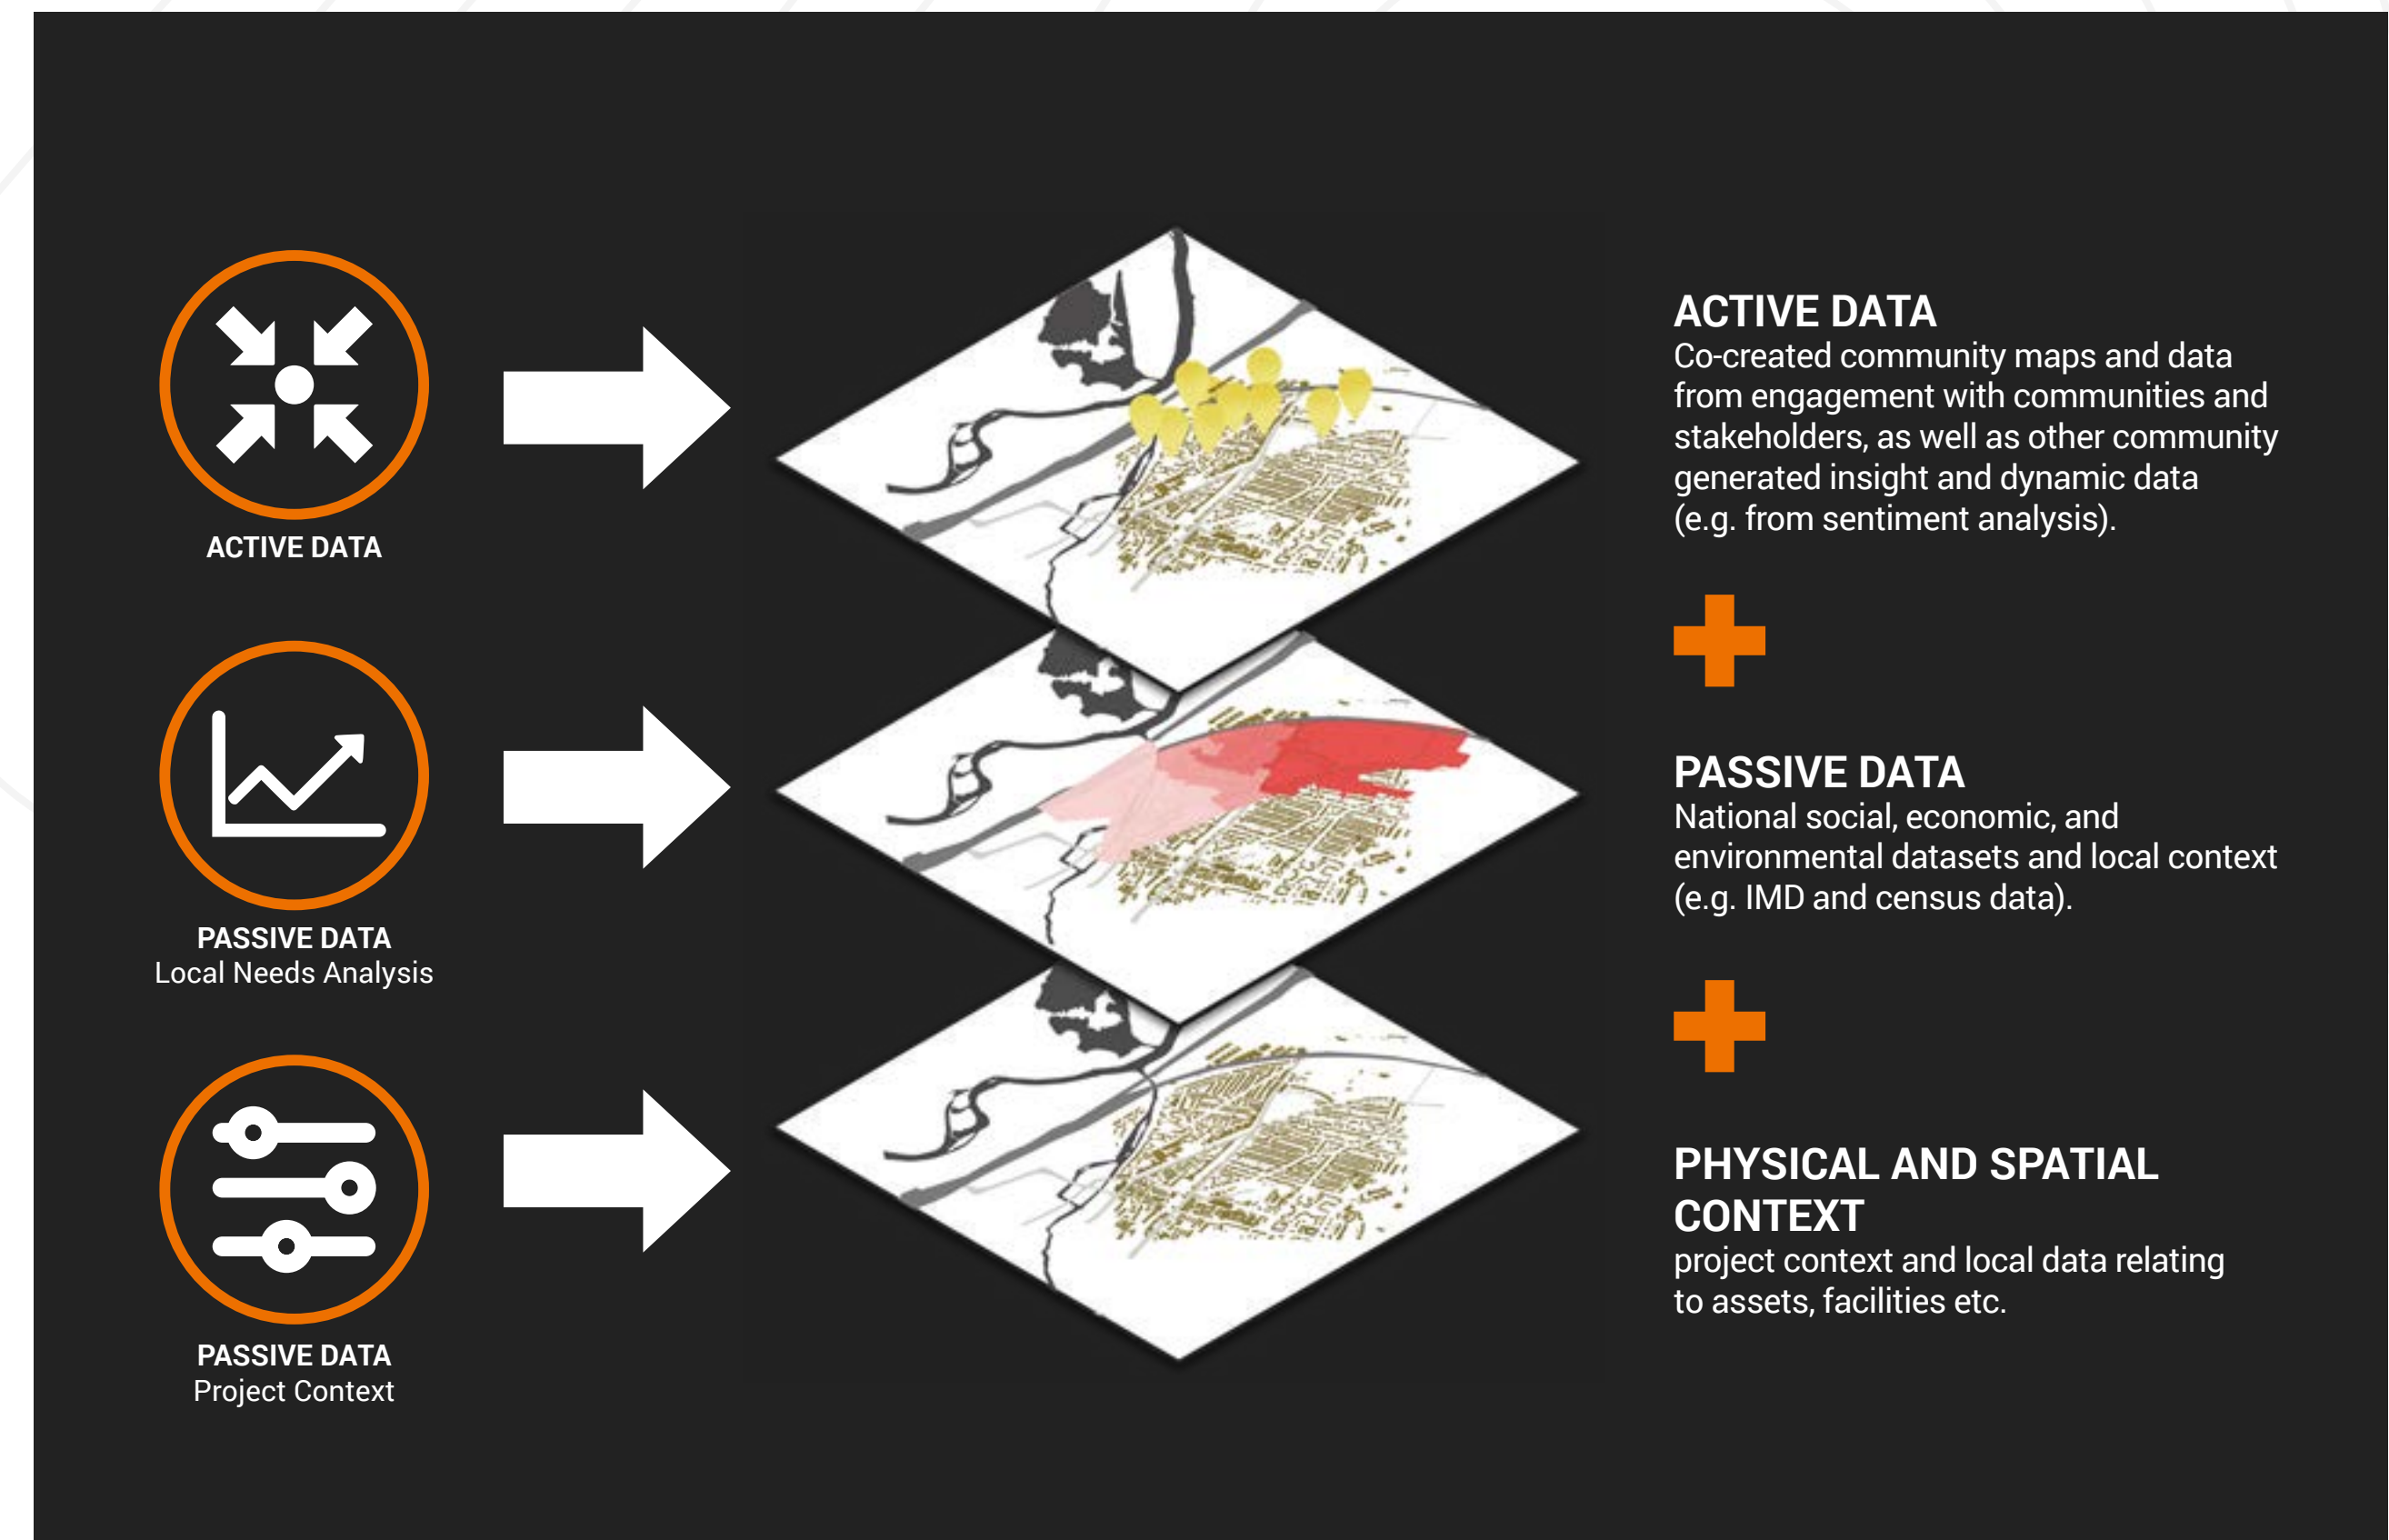 ACTIVE DATA
PASSIVE DATA
Local Needs Analysis
PASSIVE DATA
Project Context
ACTIVE DATA
Co-created community maps and data
from engagement with communities and
stakeholders, as well as other community
generated insight and dynamic data
(e.g. from sentiment analysis).
PASSIVE DATA
National social, economic, and
environmental datasets and local context
(e.g. IMD and census data).
PHYSICAL AND SPATIAL
CONTEXT
project context and local data relating
to assets, facilities etc.